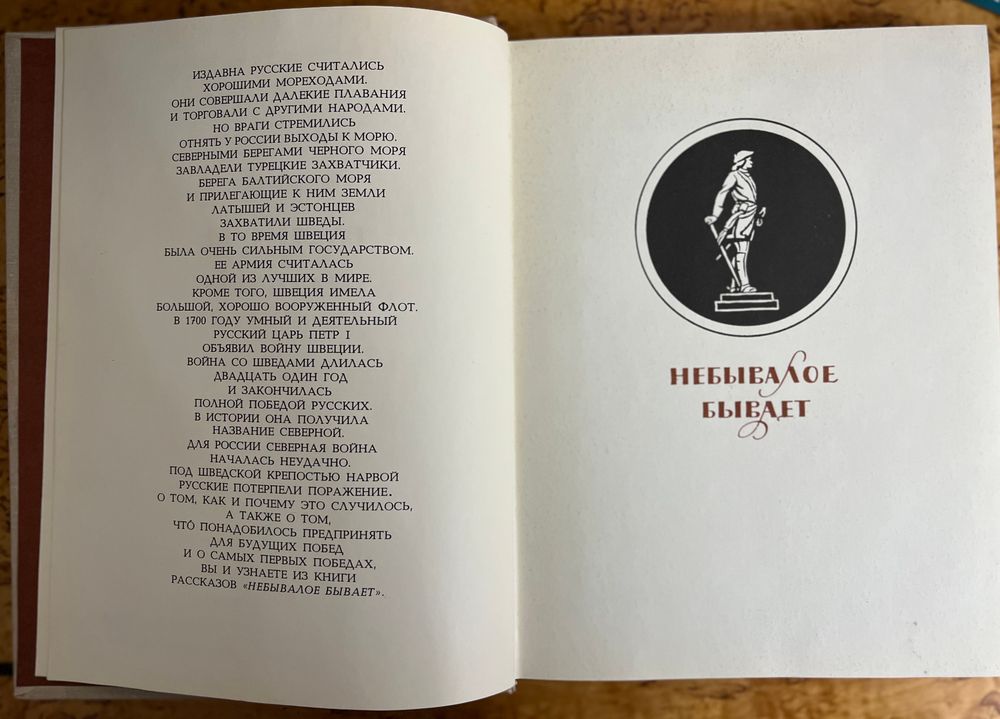 ИЗДАВНА РУССКИЕ СЧИТАЛИСЬ
ХОРОШИМИ МОРЕХОДАМИ.
ОНИ СОВЕРШАЛИ ДАЛЕКИЕ ПЛАВАНИЯ
И ТОРГОВАЛИ С ДРУГИМИ НАРОДАМИ.
НО ВРАГИ СТРЕМИЛИСЬ
ОТНЯТЬ У РОССИИ ВЫХОДЫ К МОРЮ.
СЕВЕРНЫМИ БЕРЕГАМИ ЧЕРНОГО МОРЯ
ЗАВЛАДЕЛИ ТУРЕЦКИЕ ЗАХВАТЧИКИ.
БЕРЕГА БАЛТИЙСКОГО МОРЯ
И ПРИЛЕГАЮЩИЕ К НИМ ЗЕМЛИ
ЛАТЫШЕЙ И ЭСТОНЦЕВ
ЗАХВАТИЛИ ШВЕДЫ.
В ТО ВРЕМЯ ШВЕЦИЯ
БЫЛА ОЧЕНЬ СИЛЬНЫМ ГОСУДАРСТВОМ.
ЕЕ АРМИЯ СЧИТАЛАСЬ
ОДНОЙ ИЗ ЛУЧШИХ В МИРЕ.
КРОМЕ ТОГО, ШВЕЦИЯ ИМЕЛА
БОЛЬШОЙ, ХОРОШО ВООРУЖЕННЫЙ ФЛОТ.
В 1700 ГОДУ УМНЫЙ И ДЕЯТЕЛЬНЫЙ
РУССКИЙ ЦАРЬ ПЕТР I
ОБЪЯВИЛ ВОЙНУ ШВЕЦИИ.
ВОЙНА СО ШВЕДАМИ ДЛИЛАСЬ
ДВАДЦАТЬ ОДИН ГОД
И ЗАКОНЧИЛАСЬ
ПОЛНОЙ ПОБЕДОЙ РУССКИХ.
В ИСТОРИИ ОНА ПОЛУЧИЛА
НАЗВАНИЕ СЕВЕРНОЙ.
ДЛЯ РОССИИ СЕВЕРНАЯ ВОЙНА
НАЧАЛАСЬ НЕУДАЧНО.
ПОД ШВЕДСКОЙ КРЕПОСТЬЮ НАРВОЙ
РУССКИЕ ПОТЕРПЕЛИ ПОРАЖЕНИЕ.
О ТОМ, КАК И ПОЧЕМУ ЭТО СЛУЧИЛОСЬ,
А ТАКЖЕ О ТОМ,
ЧТО́ ПОНАДОБИЛОСЬ ПРЕДПРИНЯТЬ
ДЛЯ БУДУЩИХ ПОБЕД
И О САМЫХ ПЕРВЫХ ПОБЕДАХ,
ВЫ И УЗНАЕТЕ ИЗ КНИГИ
РАССКАЗОВ «НЕБЫВАЛОЕ БЫВАЕТ».
НЕБЫВАЛОЕ
БЫВАЕТ